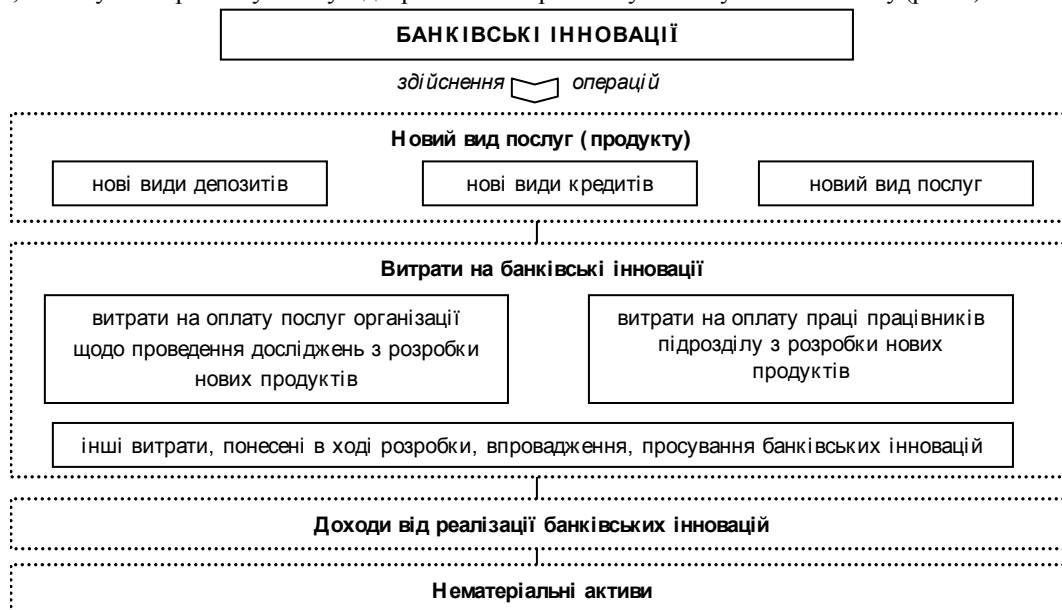 БАНКІВСЬКІ ІННОВАЦІЇ
здійснення операцій
Новий вид послуг (продукту)
нові види депозитів нові види кредитів новий вид послуг
Витрати на банківські інновації
витрати на оплату послуг організації
щодо проведення досліджень з розробки
нових продуктів
витрати на оплату праці працівників
підрозділу з розробки нових
продуктів
інші витрати, понесені в ході розробки, впровадження, просування банківських інновацій
Доходи від реалізації банківських інновацій
Нематеріальні активи